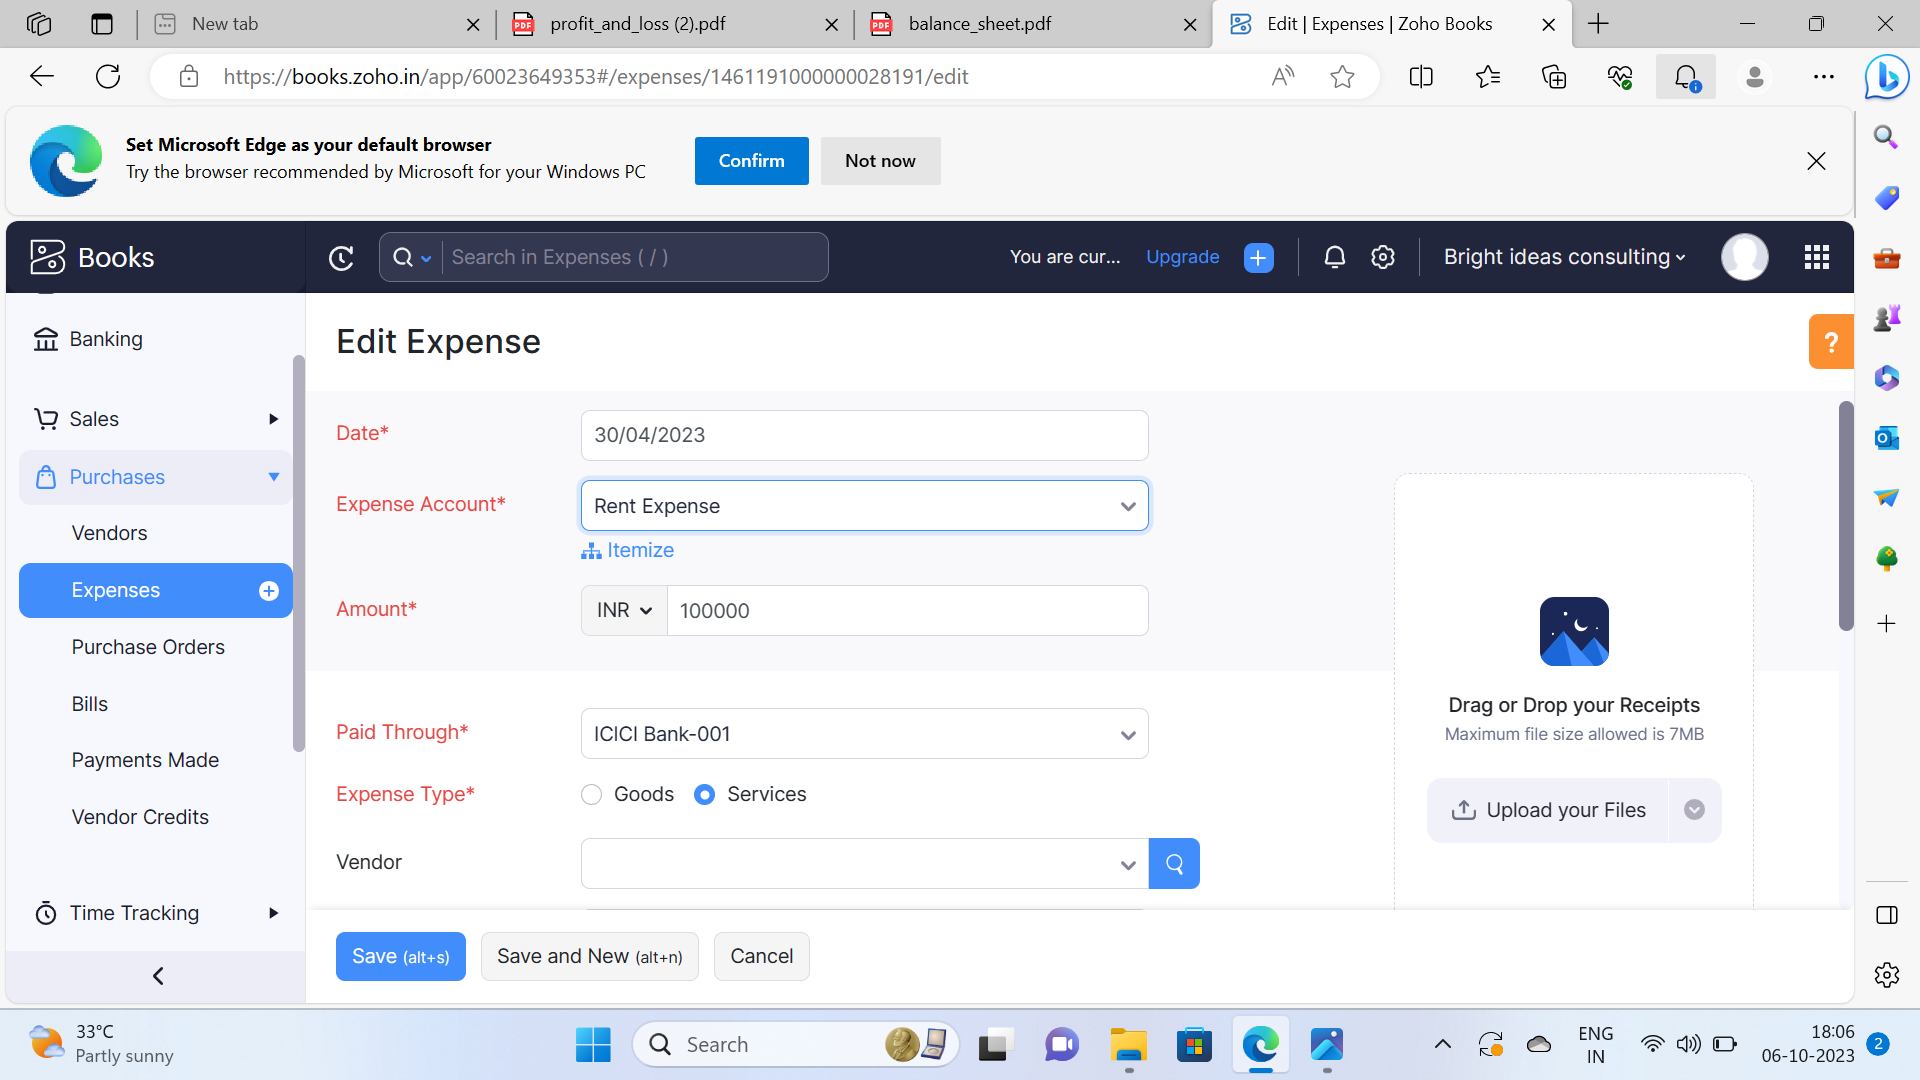 New tab
profit_and_loss (2).pdf
balance_sheet.pdf
Edit | Expenses | Zoho Books
https://books.zoho.in/app/60023649353#/expenses/1461191000000028191/edit
Set Microsoft Edge as your default browser
Try the browser recommended by Microsoft for your Windows PC
Confirm
Not now
Books
Search in Expenses ( / )
You are cur...
Upgrade
Bright ideas consulting
Banking
Sales
Purchases
Vendors
Expenses
Purchase Orders
Bills
Payments Made
Vendor Credits
Time Tracking
Edit Expense
?
Date*
30/04/2023
Expense Account*
Rent Expense
Itemize
Amount*
INR
100000
Paid Through*
ICICI Bank-001
Expense Type*
Goods
Services
Vendor
Drag or Drop your Receipts
Maximum file size allowed is 7MB
Upload your Files
Save (alt+s)
Save and New (alt+n)
Cancel
33°C
Partly sunny
Search
ENG
IN
18:06
06-10-2023
2